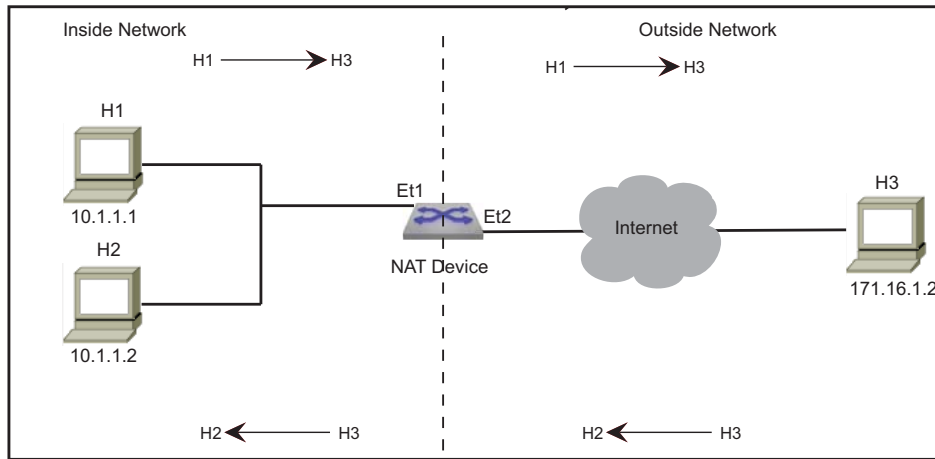 Inside Network
Outside Network
H1 H3
H1 H3
H1
10.1.1.1
H2
10.1.1.2
Et1
Et2
NAT Device
Internet
H3
171.16.1.2
H2 H3
H2 H3